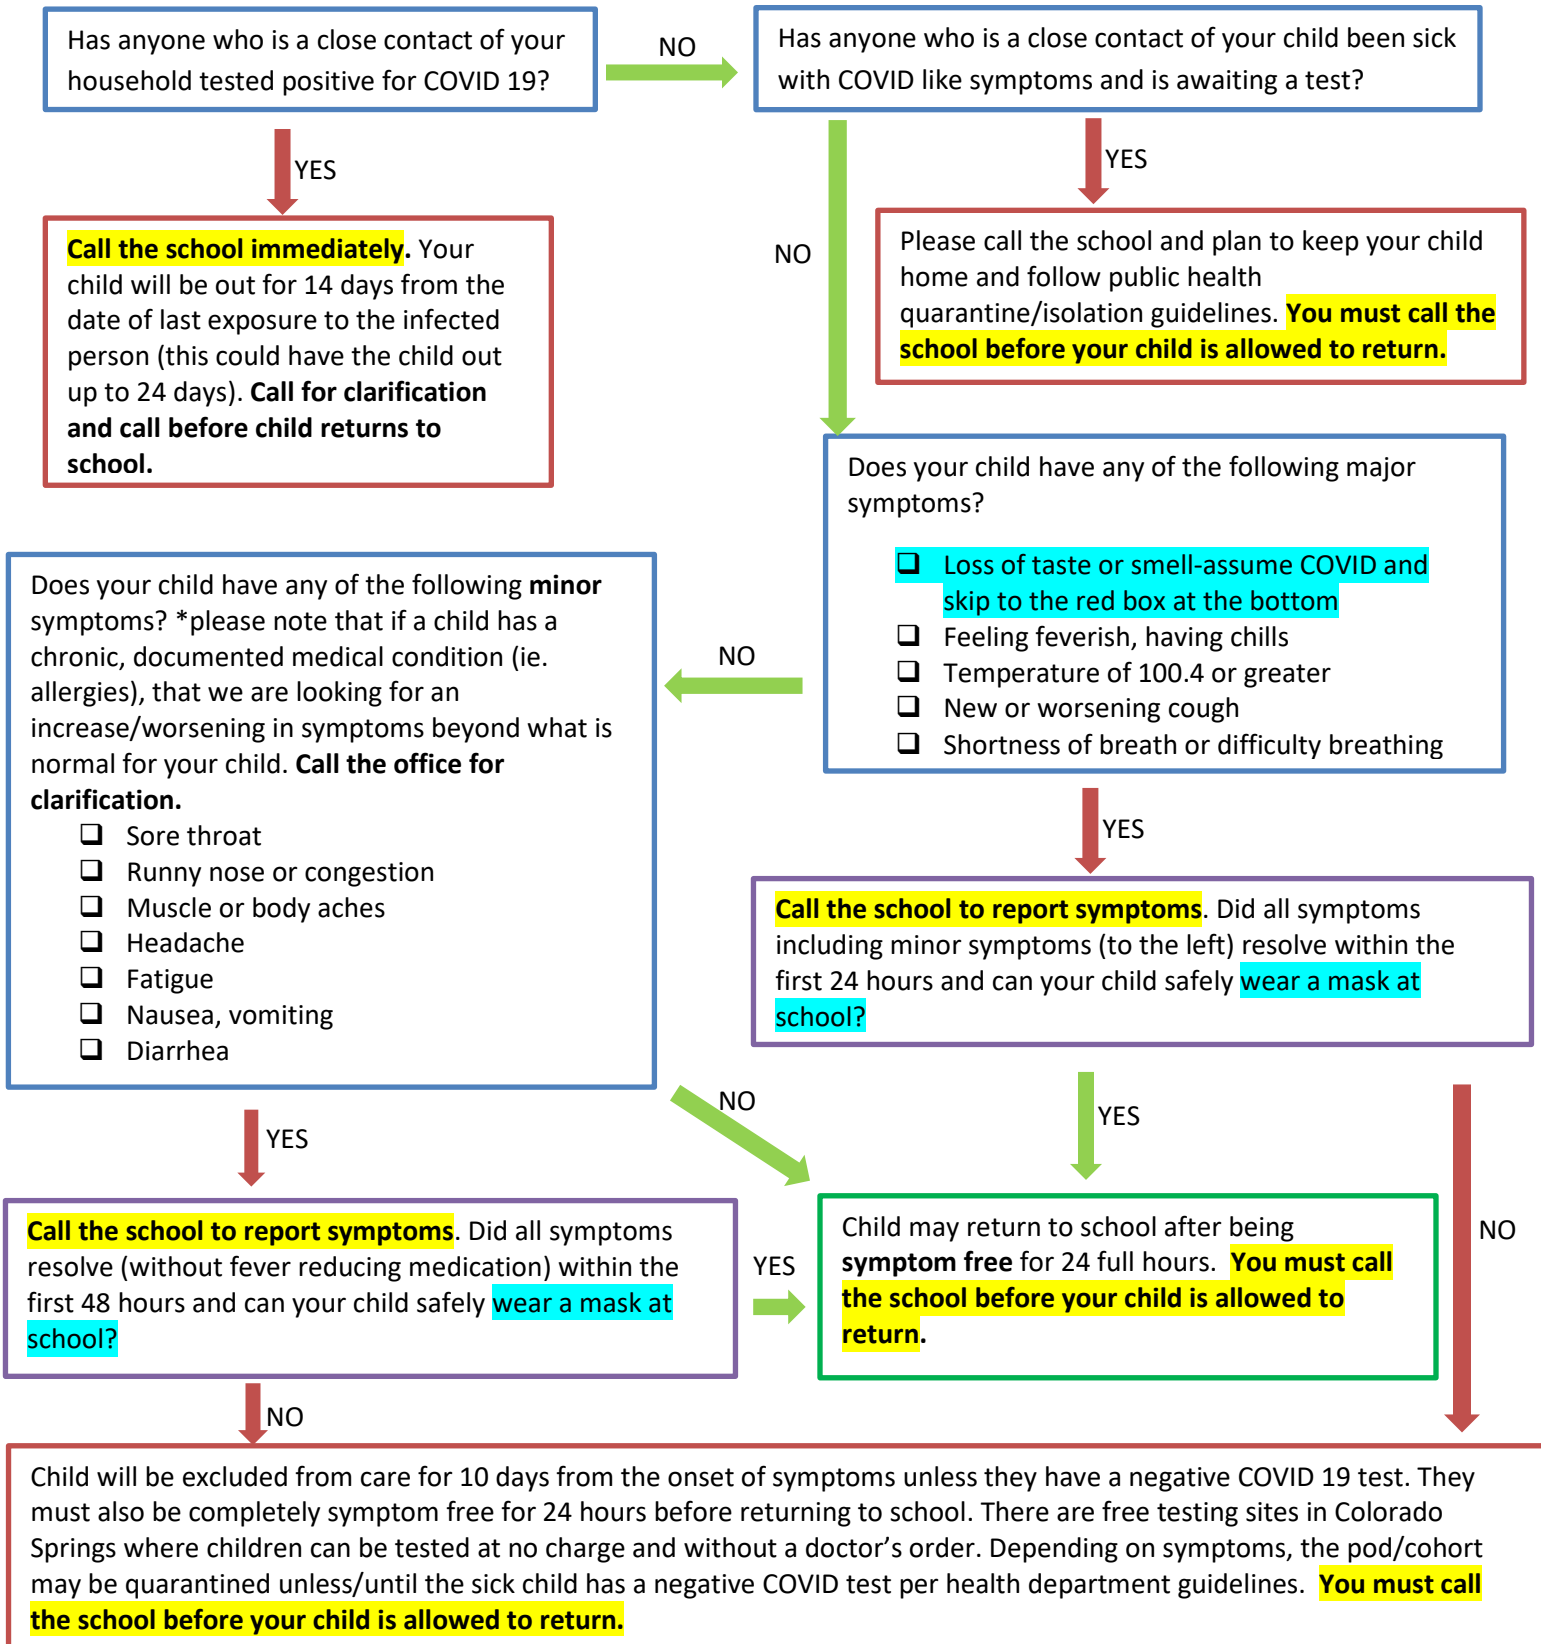 Has anyone who is a close contact of your
household tested positive for COVID 19?
NO
Has anyone who is a close contact of your child been sick
with COVID like symptoms and is awaiting a test?
YES
Call the school immediately. Your
child will be out for 14 days from the
date of last exposure to the infected
person (this could have the child out
up to 24 days). Call for clarification
and call before child returns to
school.
YES
Please call the school and plan to keep your child
home and follow public health
quarantine/isolation guidelines. You must call the
school before your child is allowed to return.
NO
Does your child have any of the following major
symptoms?
❑ Loss of taste or smell-assume COVID and
skip to the red box at the bottom
❑ Feeling feverish, having chills
❑ Temperature of 100.4 or greater
❑ New or worsening cough
❑ Shortness of breath or difficulty breathing
NO
Does your child have any of the following minor
symptoms? *please note that if a child has a
chronic, documented medical condition (ie.
allergies), that we are looking for an
increase/worsening in symptoms beyond what is
normal for your child. Call the office for
clarification.
❑ Sore throat
❑ Runny nose or congestion
❑ Muscle or body aches
❑ Headache
❑ Fatigue
❑ Nausea, vomiting
❑ Diarrhea
YES
Call the school to report symptoms. Did all symptoms
including minor symptoms (to the left) resolve within the
first 24 hours and can your child safely wear a mask at
school?
NO
YES
YES
Call the school to report symptoms. Did all symptoms
resolve (without fever reducing medication) within the
first 48 hours and can your child safely wear a mask at
school?
YES
Child may return to school after being
symptom free for 24 full hours. You must call
the school before your child is allowed to
return.
NO
NO
Child will be excluded from care for 10 days from the onset of symptoms unless they have a negative COVID 19 test. They
must also be completely symptom free for 24 hours before returning to school. There are free testing sites in Colorado
Springs where children can be tested at no charge and without a doctor’s order. Depending on symptoms, the pod/cohort
may be quarantined unless/until the sick child has a negative COVID test per health department guidelines. You must call
the school before your child is allowed to return.